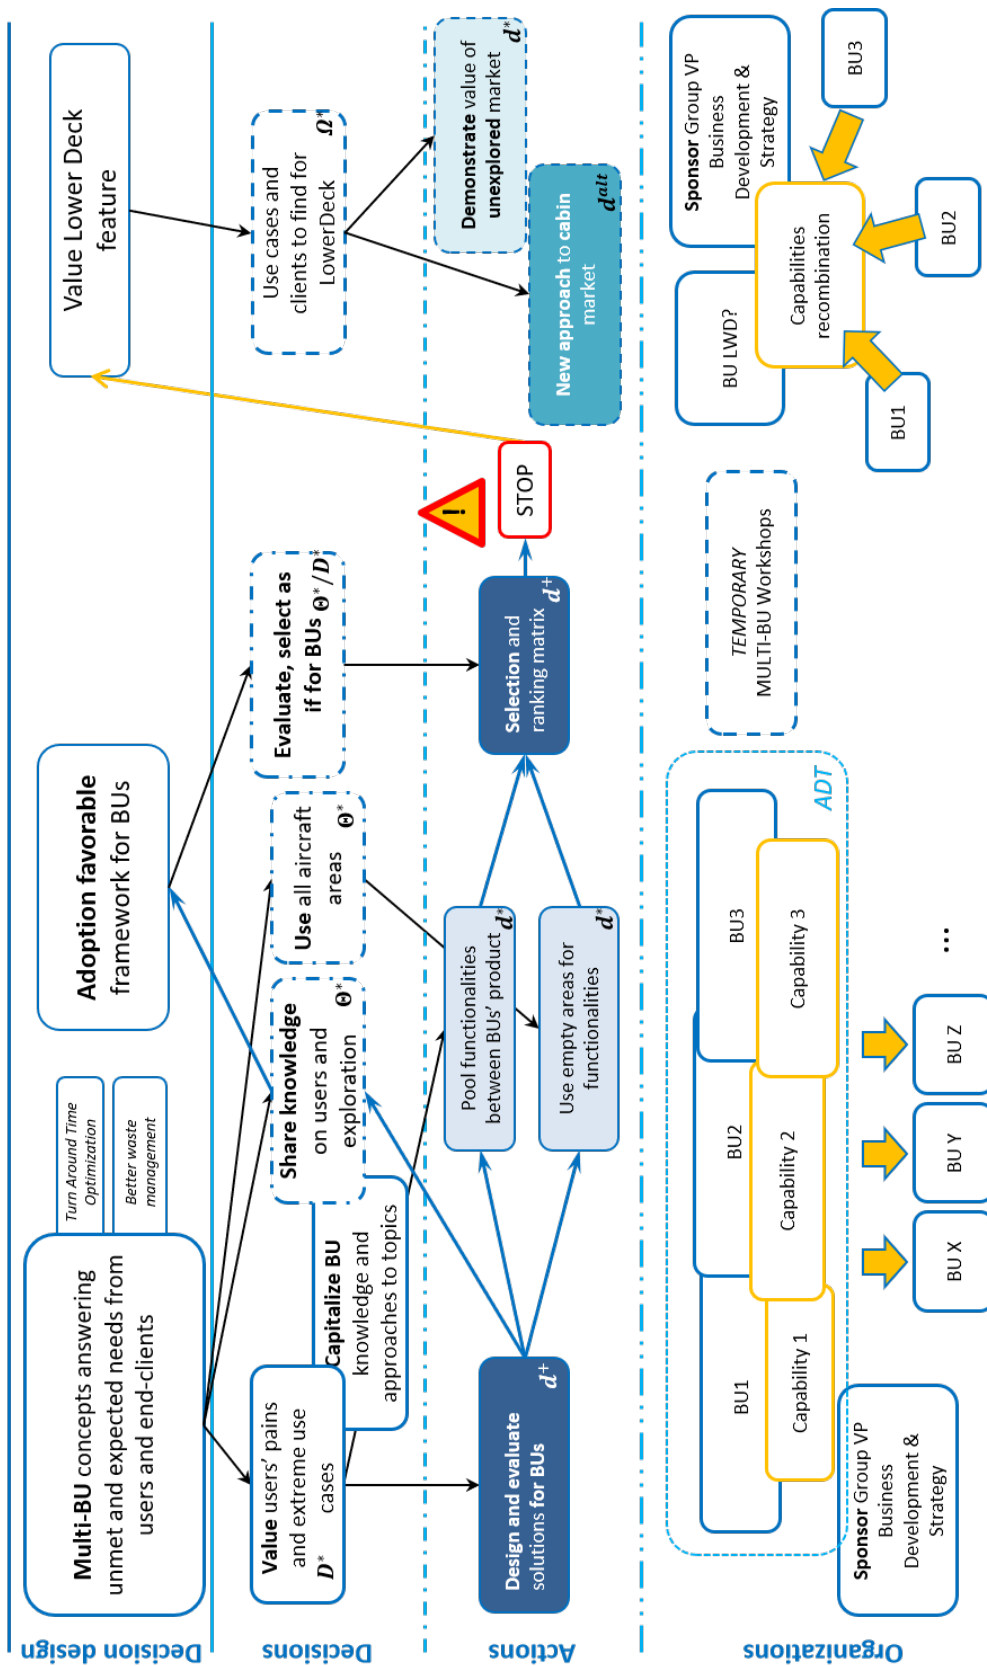 Decision design
Multi-BU concepts answering
unmet and expected needs from
users and end-clients
Turn Around Time
Optimization
Better waste
management
Adoption favorable
framework for BUs
Value Lower Deck
feature
Decisions
Value users' pains
and extreme use
cases
D*
Capitalize BU
knowledge and
approaches to topics
Share knowledge
on users and
exploration
Θ*
Use all aircraft
areas
Θ*
Evaluate, select as
if for BUs
Θ*/D*
Use cases and
clients to find for
LowerDeck
Ω*
Actions
Design and evaluate
solutions for BUs
d+
Pool functionalities
between BUs' product
d*
Use empty areas for
functionalities
d*
Selection and
ranking matrix
d+
!
STOP
New approach to cabin
market
d^alt
Demonstrate value of
unexplored market
d*
Organizations
Sponsor Group VP
Business
Development &
Strategy
BU1
BU2
BU3
Capability 1
Capability 2
Capability 3
ADT
BU X
BU Y
BU Z
...
TEMPORARY
MULTI-BU Workshops
BU LWD?
Sponsor Group VP
Business
Development &
Strategy
Capabilities
recombination
BU1
BU2
BU3